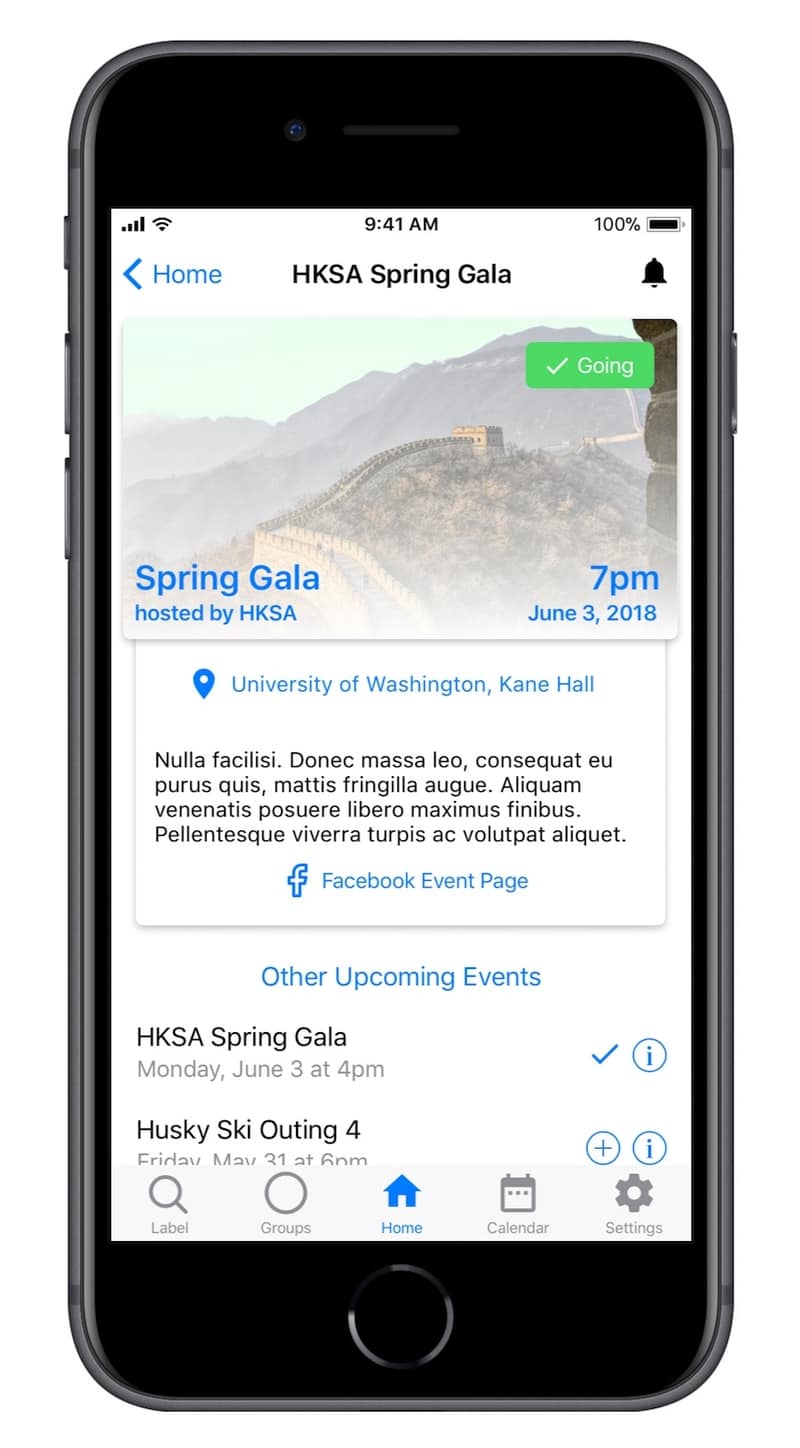 9:41 AM
100%
Home
HKSA Spring Gala
Going
Spring Gala
7pm
hosted by HKSA
June 3, 2018
University of Washington, Kane Hall
Nulla facilisi. Donec massa leo, consequat eu
purus quis, mattis fringilla augue. Aliquam
venenatis posuere libero maximus finibus.
Pellentesque viverra turpis ac volutpat aliquet.
Facebook Event Page
Other Upcoming Events
HKSA Spring Gala
Monday, June 3 at 4pm
Husky Ski Outing 4
Friday, May 31 at 6pm
Label
Groups
Home
Calendar
Settings